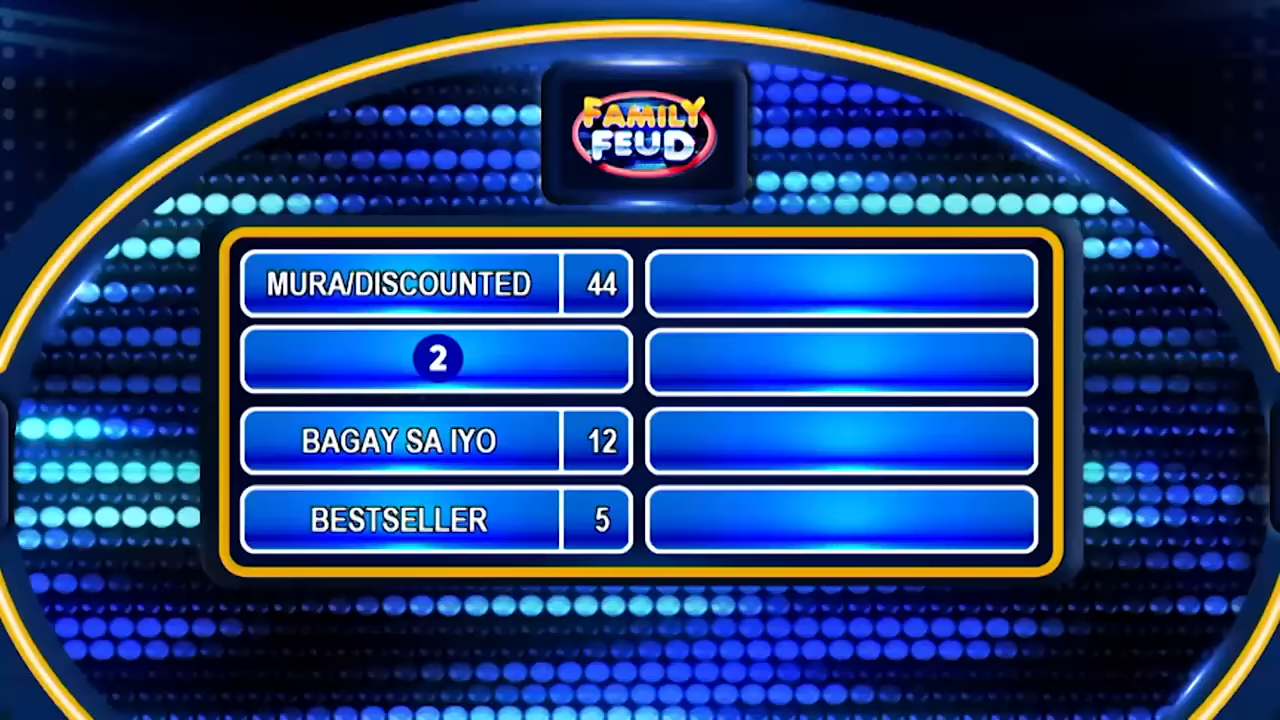 FAMILY
FEUD
MURA/DISCOUNTED 44
2
BAGAY SA IYO 12
BESTSELLER 5